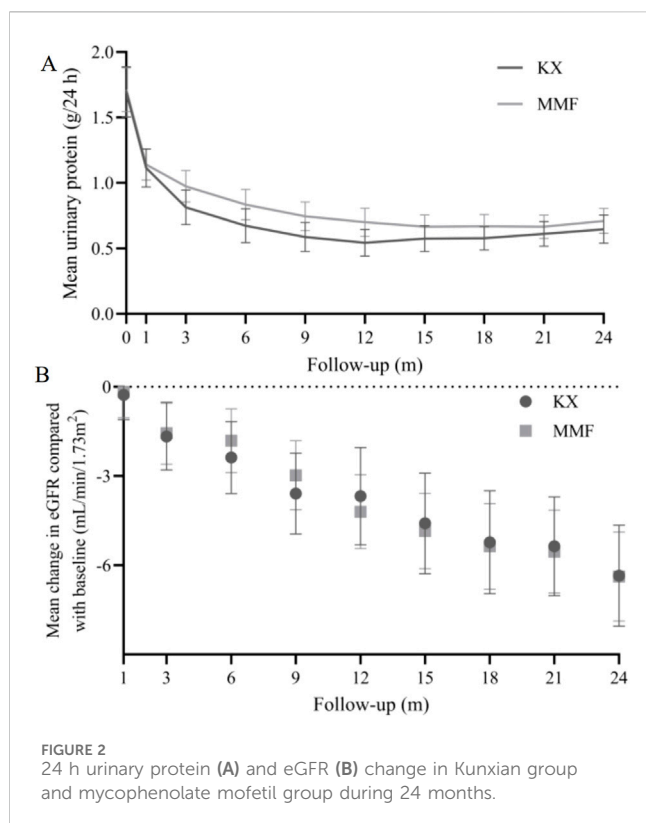 A
2.0
1.5
1.0
0.5
0.0
Mean urinary protein (g/24 h)
KX
MMF
0 1 3 6 9 12 15 18 21 24
Follow-up (m)
B
0
-3
-6
Mean change in eGFR compared
with baseline (mL/min/1.73m²)
KX
MMF
1 3 6 9 12 15 18 21 24
Follow-up (m)
FIGURE 2
24 h urinary protein (A) and eGFR (B) change in Kunxian group
and mycophenolate mofetil group during 24 months.